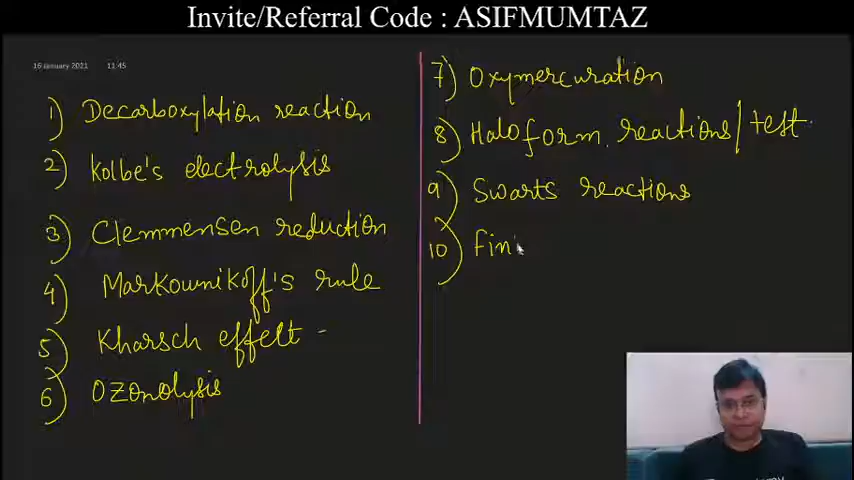 Invite/Referral Code : ASIFMUMTAZ
16 January 2021 11:45
1) Decarboxylation reaction
2) Kolbe's electrolysis
3) Clemmensen reduction
4) Markownikoff's rule
5) Kharsch effect -
6) Ozonolysis
7) Oxymercuration
8) Haloform. reactions/test.
9) Swarts reactions
10) Fin